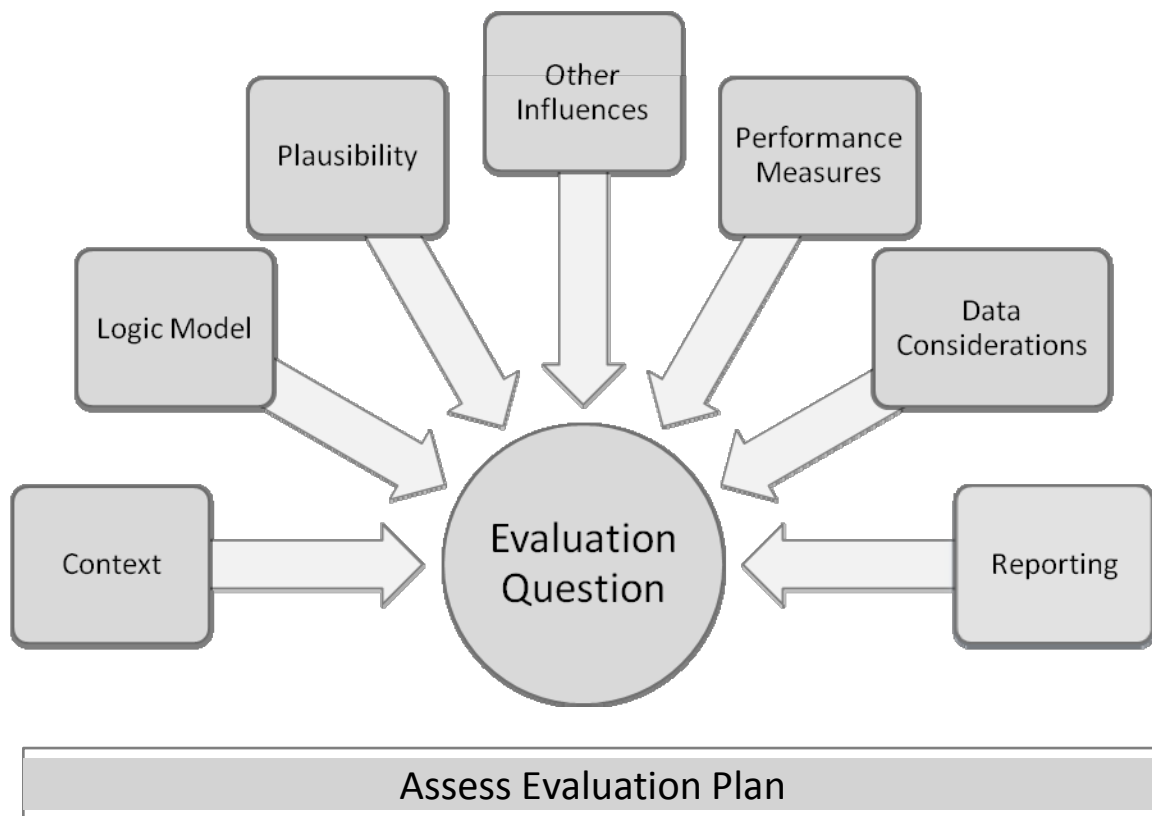 Other
Influences
Plausibility
Performance
Measures
Logic Model
Data
Considerations
Context
Evaluation
Question
Reporting
Assess Evaluation Plan